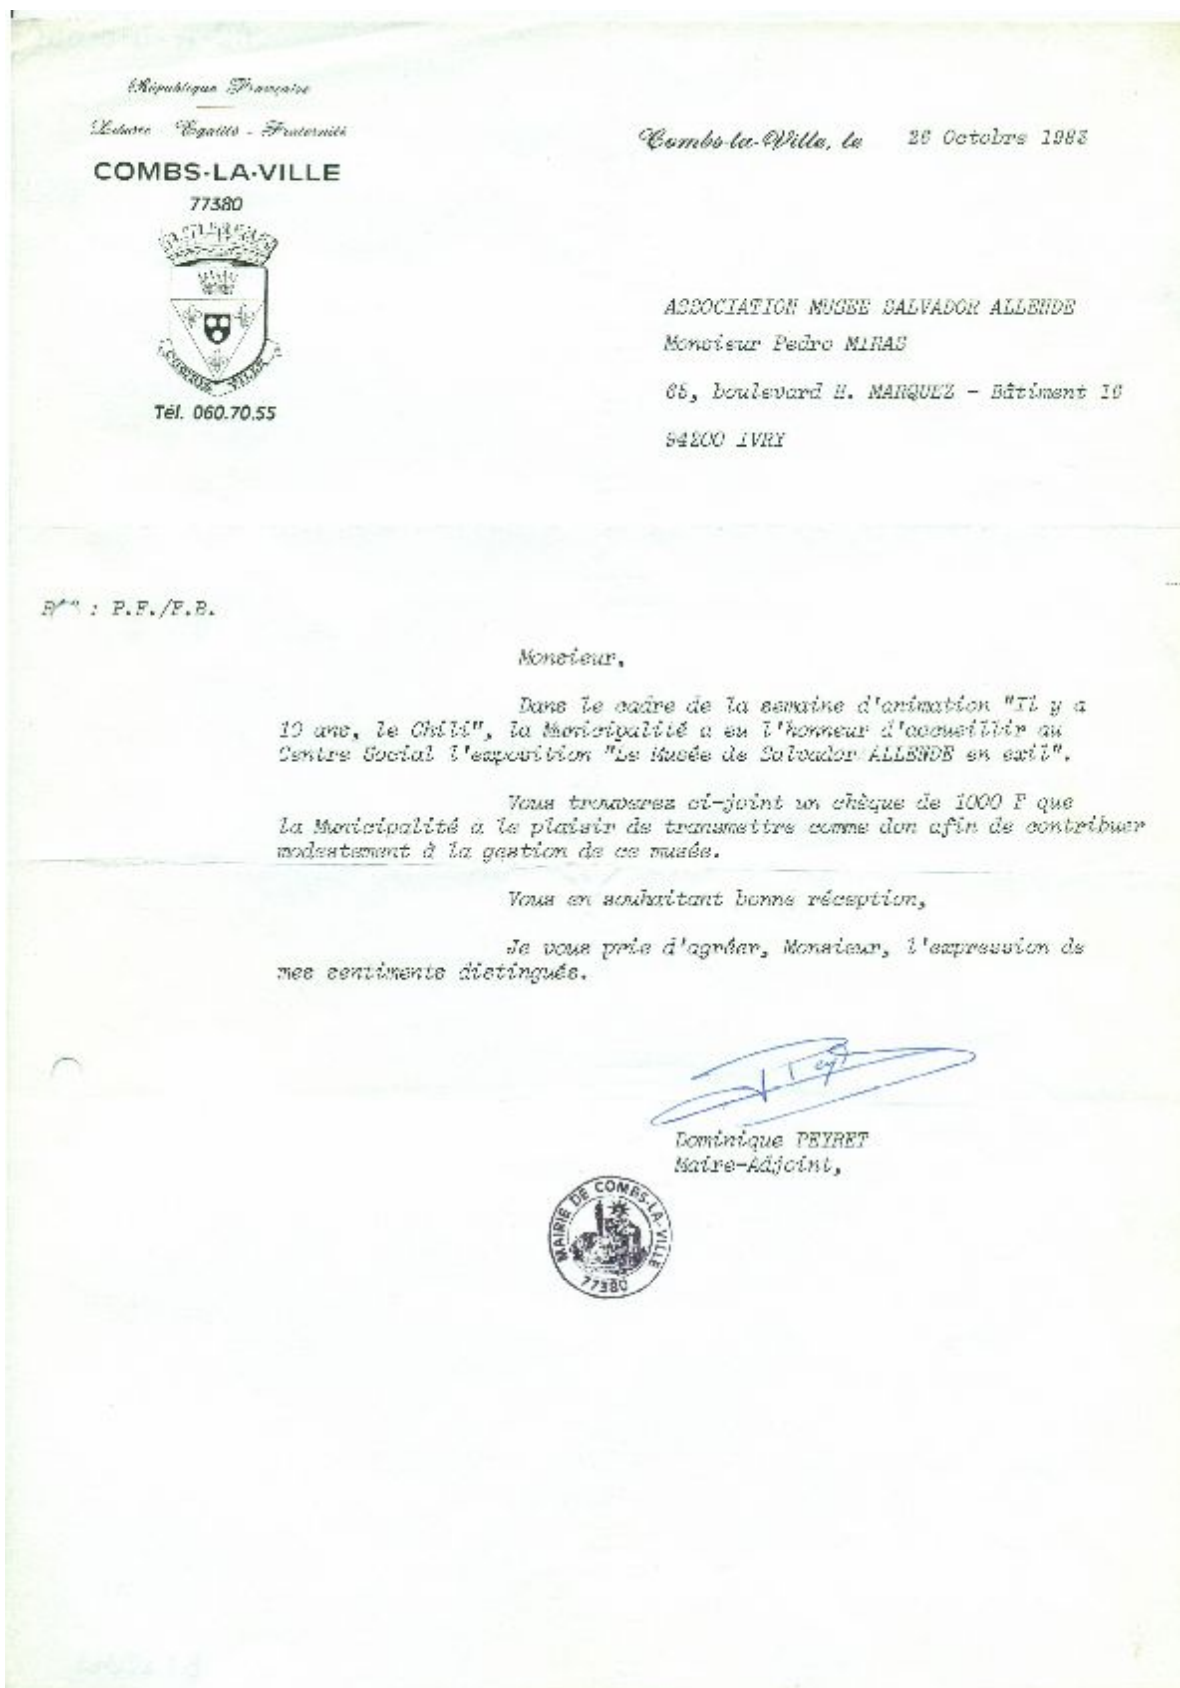 République Française
Liberté - Egalité - Fraternité
COMBS-LA-VILLE
77380
Tél. 060.70.55
Combs-la-Ville, le 26 Octobre 1983
ASSOCIATION MUSEE SALVADOR ALLENDE
Monsieur Pedro MIRAS
65, boulevard H. MARQUEZ - Bâtiment 16
94200 IVRY
: P.F./F.B.
Monsieur,
Dans le cadre de la semaine d'animation "Il y a
10 ans, le Chili", la Municipalité a eu l'honneur d'accueillir au
Centre Social l'exposition "Le Musée de Salvador ALLENDE en exil".
Vous trouverez ci-joint un chèque de 1000 F que
la Municipalité à le plaisir de transmettre comme don afin de contribuer
modestement à la gestion de ce musée.
Vous en souhaitant bonne réception,
Je vous prie d'agréer, Monsieur, l'expression de
mes sentiments distingués.
Dominique PEYRET
Maire-Adjoint,
MAIRIE DE COMBS-LA-VILLE
77380